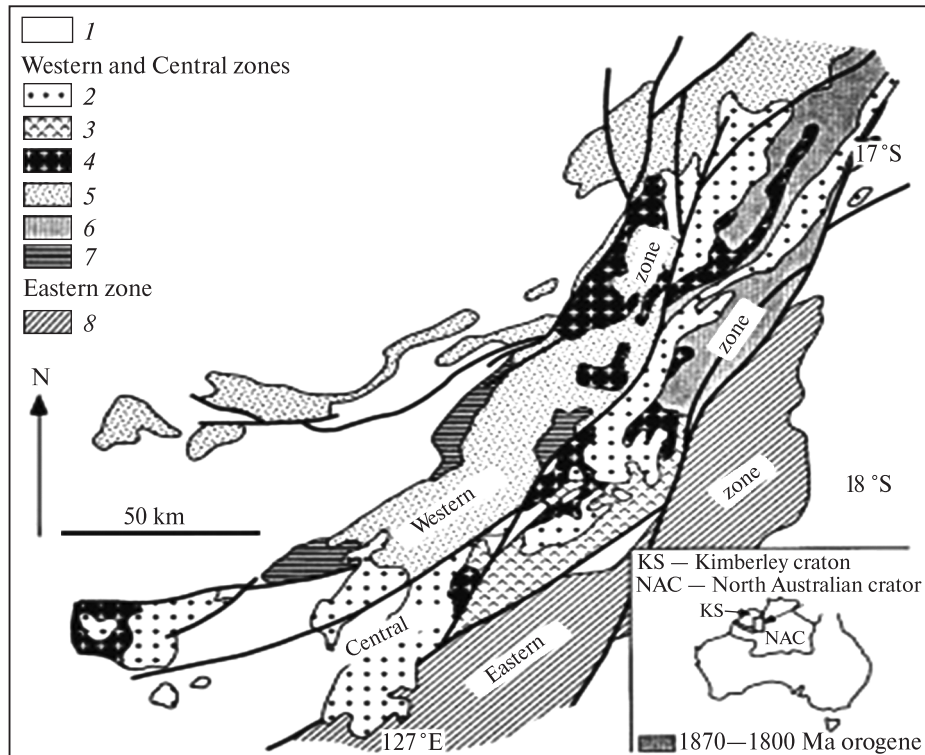 1
Western and Central zones
2
3
4
5
6
7
Eastern zone
8
N
50 km
17°S
zone
zone
zone
18 °S
Western
Central
Eastern
127°E
KS — Kimberley craton
NAC — North Australian crator
KS
NAC
1870—1800 Ma orogene